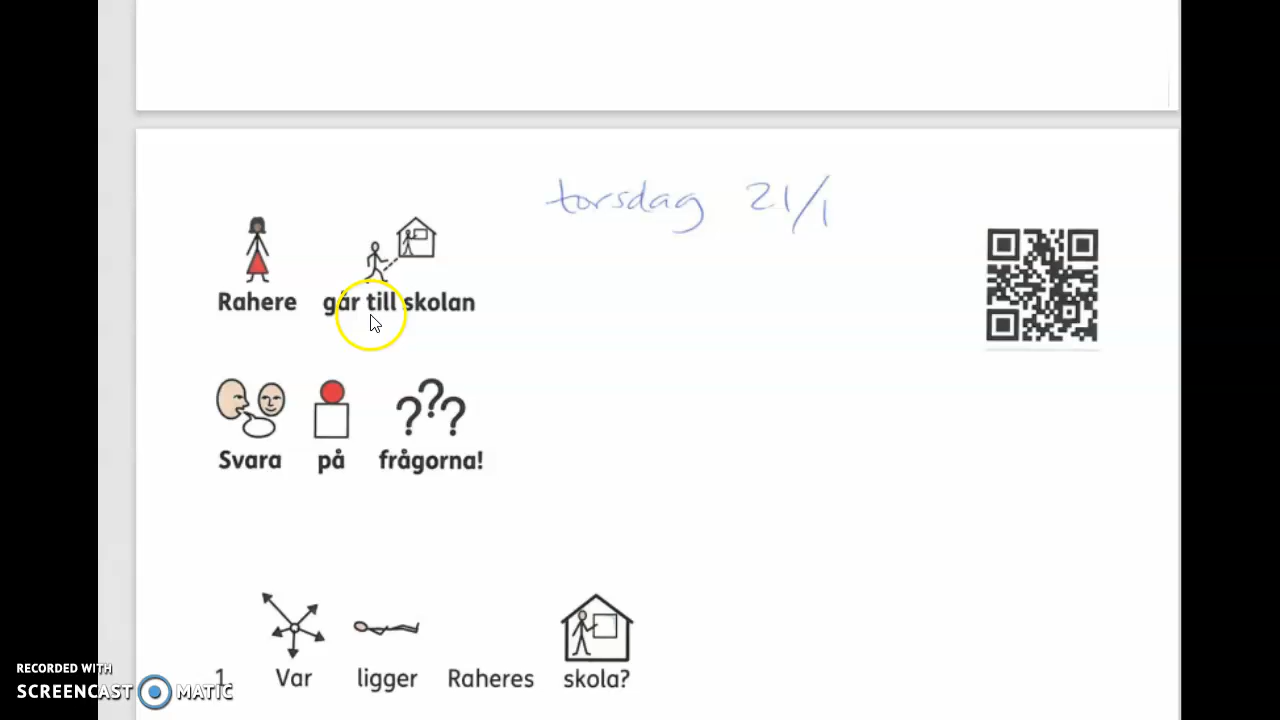 torsdag 21/1
Rahere går till skolan
Svara på frågorna!
1. Var ligger Raheres skola?
RECORDED WITH
SCREENCAST MATIC